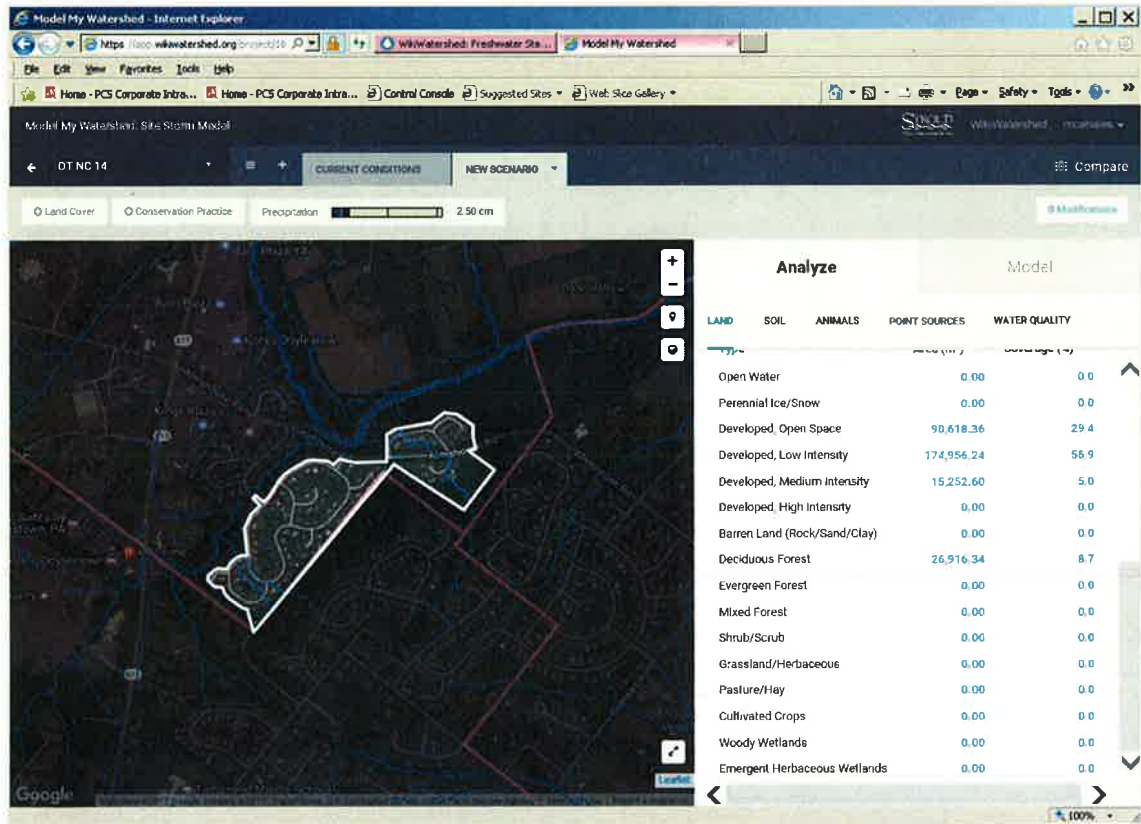 Model My Watershed - Internet Explorer
WikiWatershed: Freshwater Sta... Model My Watershed
File Edit View Favorites Tools Help
Home - PCS Corporate Intra... Home - PCS Corporate Intra... Control Console Suggested Sites Web Slice Gallery Page Safety Tools
Model My Watershed: Site Storm Model
WikiWatershed
OT NC 14 CURRENT CONDITIONS NEW SCENARIO Compare
Land Cover Conservation Practice Precipitation 2.50 cm 0 Modifications
Analyze Model
LAND SOIL ANIMALS POINT SOURCES WATER QUALITY
Open Water 0.00 0.0
Perennial Ice/Snow 0.00 0.0
Developed, Open Space 90,618.36 29.4
Developed, Low Intensity 174,956.24 56.9
Developed, Medium Intensity 15,252.60 5.0
Developed, High Intensity 0.00 0.0
Barren Land (Rock/Sand/Clay) 0.00 0.0
Deciduous Forest 26,916.34 8.7
Evergreen Forest 0.00 0.0
Mixed Forest 0.00 0.0
Shrub/Scrub 0.00 0.0
Grassland/Herbaceous 0.00 0.0
Pasture/Hay 0.00 0.0
Cultivated Crops 0.00 0.0
Woody Wetlands 0.00 0.0
Emergent Herbaceous Wetlands 0.00 0.0
Leaflet
Google
100%